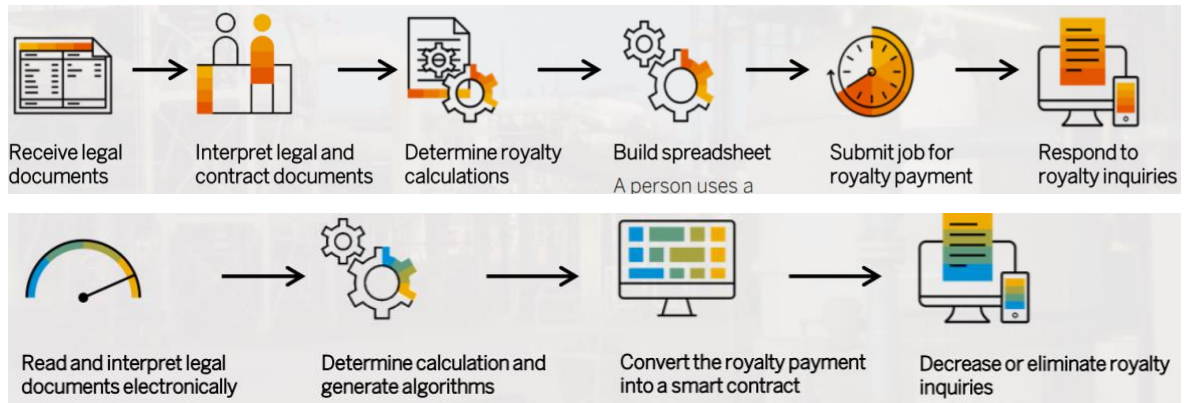 Receive legal
documents
Interpret legal and
contract documents
Determine royalty
calculations
Build spreadsheet
A person uses a
Submit job for
royalty payment
Respond to
royalty inquiries
Read and interpret legal
documents electronically
Determine calculation and
generate algorithms
Convert the royalty payment
into a smart contract
Decrease or eliminate royalty
inquiries